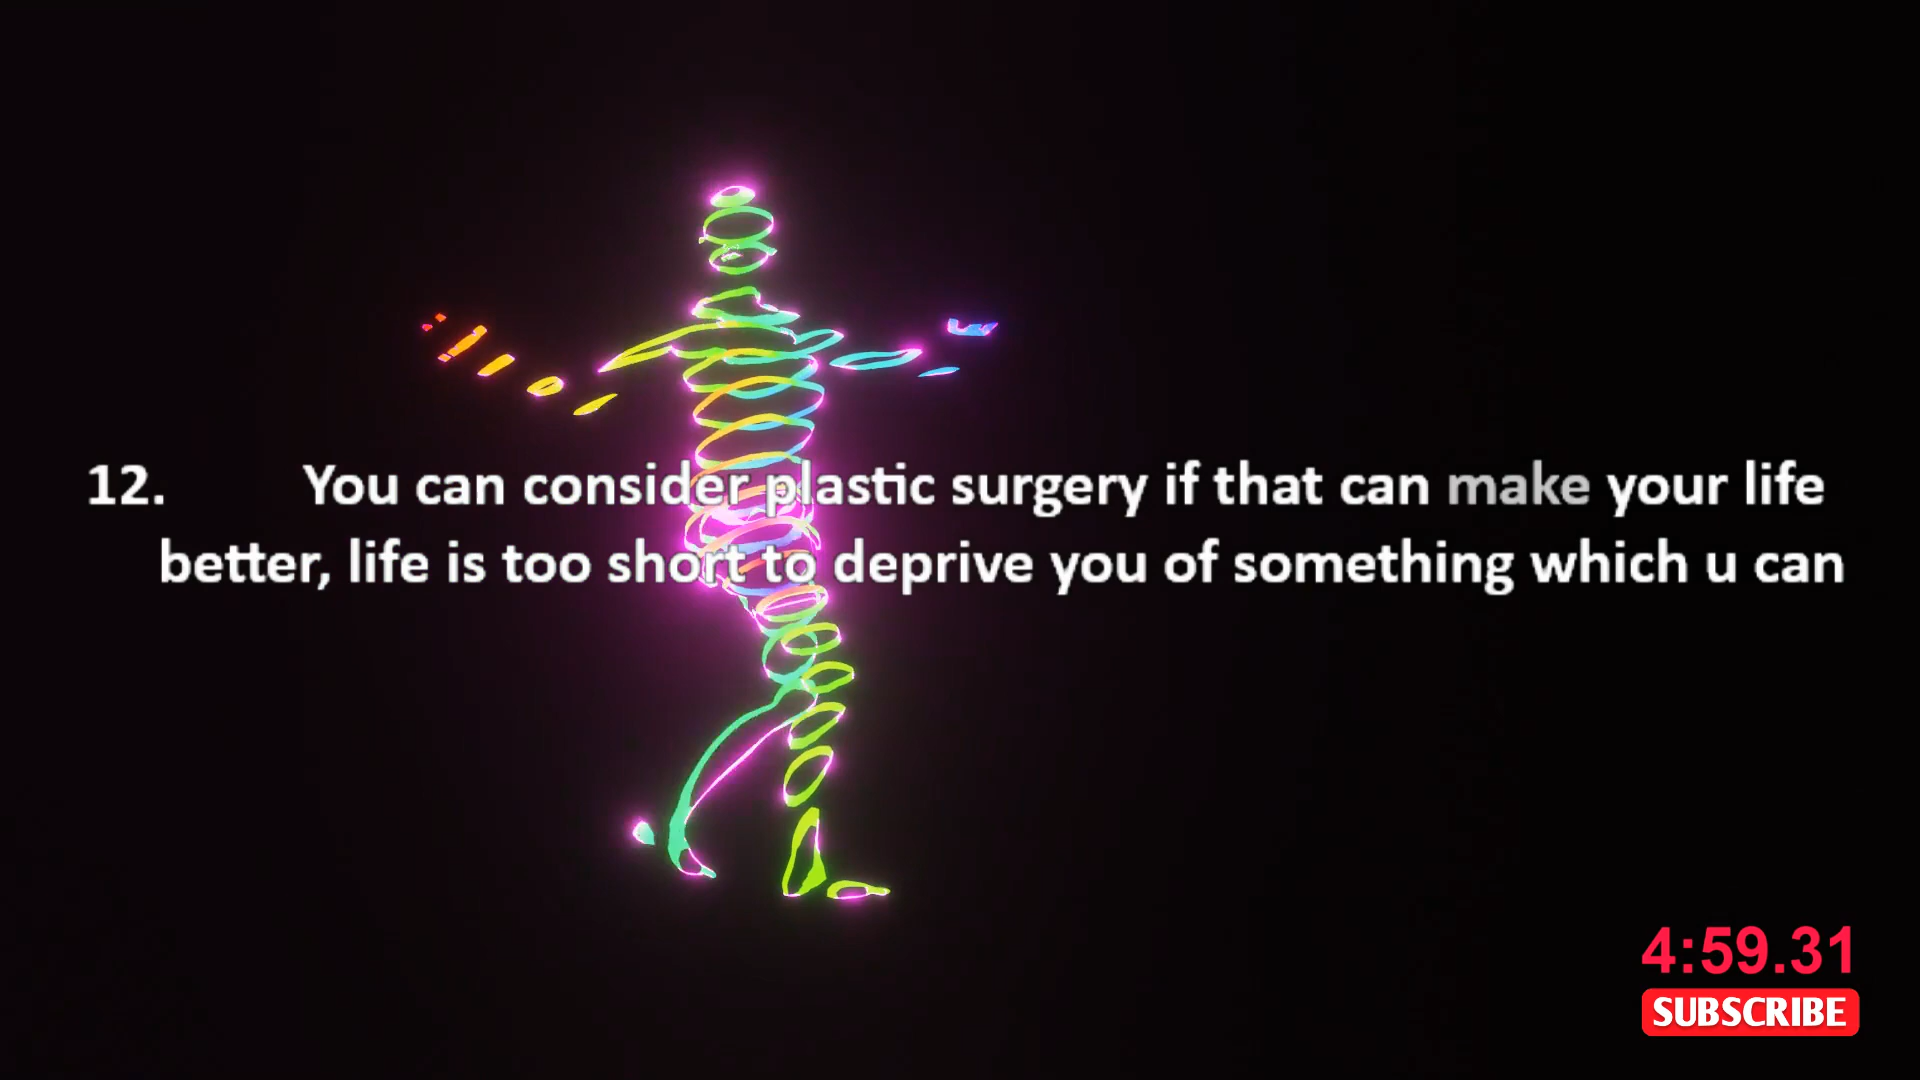 12. You can consider plastic surgery if that can make your life
better, life is too short to deprive you of something which u can
4:59.31
SUBSCRIBE